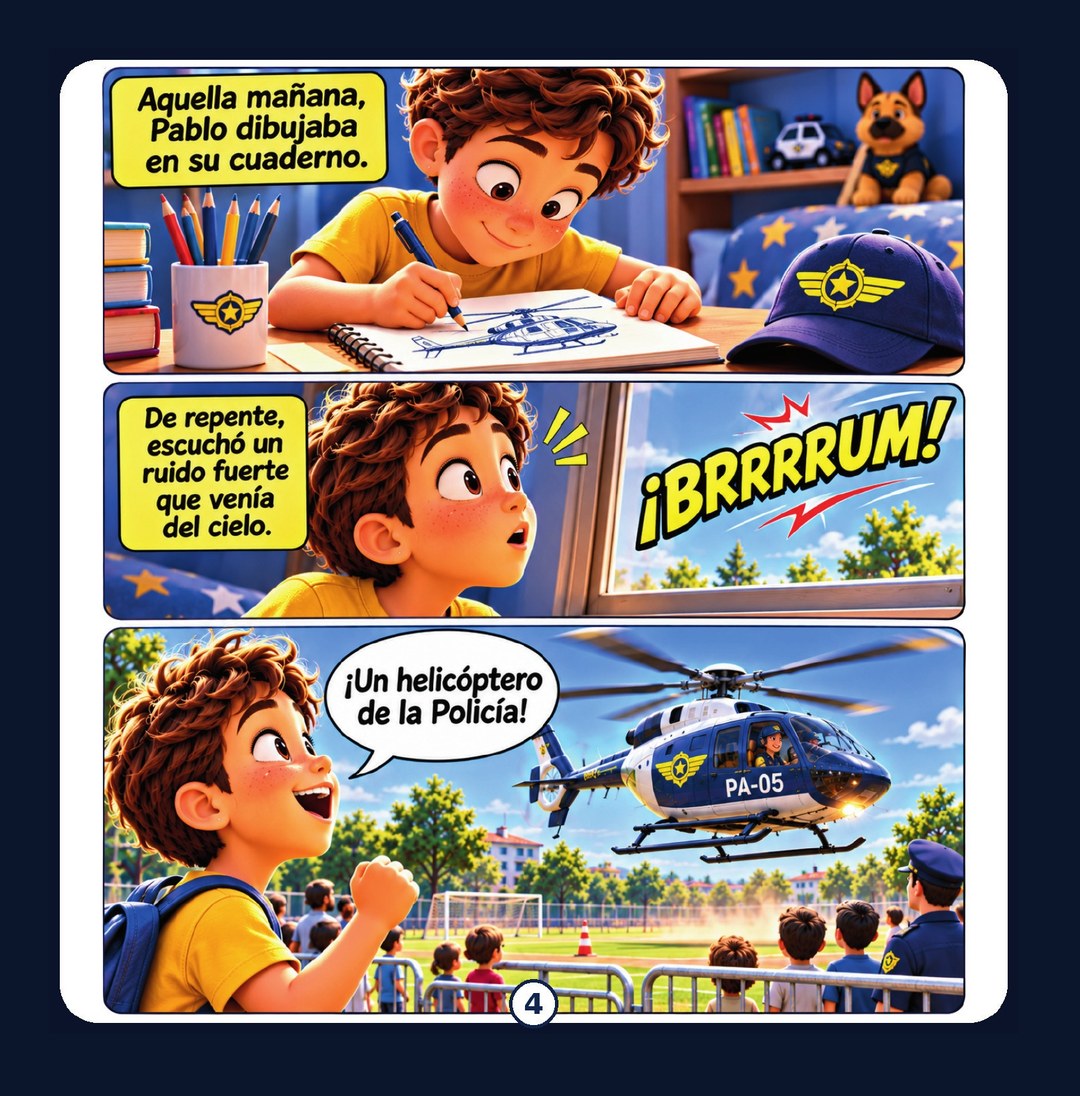 Aquella mañana,
Pablo dibujaba
en su cuaderno.
De repente,
escuchó un
ruido fuerte
que venía
del cielo.
¡BRRRRUM!
¡Un helicóptero
de la Policía!
PA-05
4